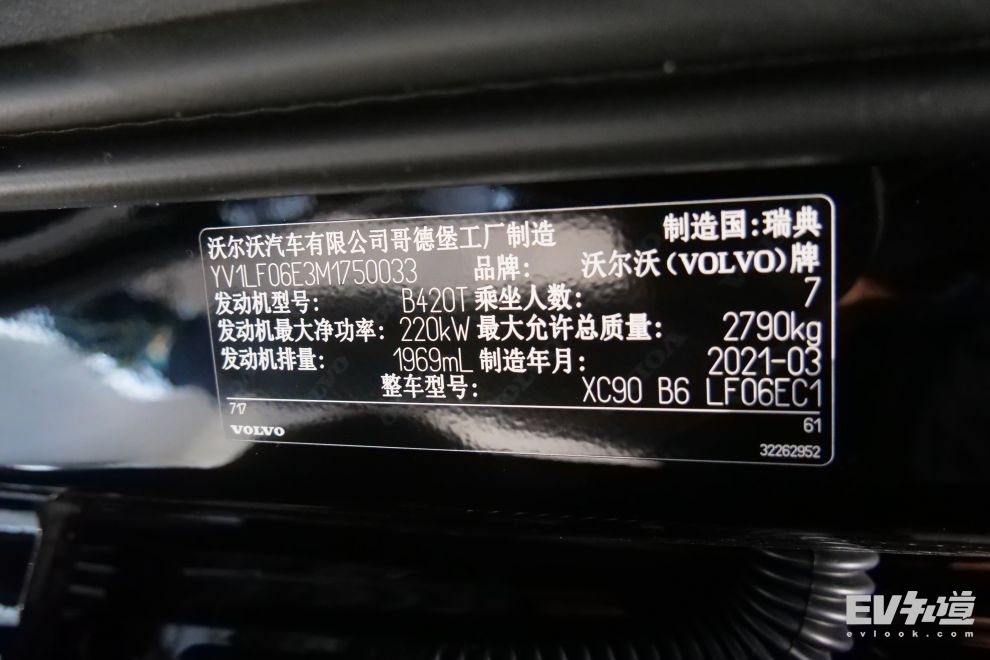 沃尔沃汽车有限公司哥德堡工厂制造 制造国:瑞典
YV1LF06E3M1750033 品牌: 沃尔沃(VOLVO)牌
发动机型号: B420T 乘坐人数: 7
发动机最大净功率: 220kW 最大允许总质量: 2790kg
发动机排量: 1969mL 制造年月: 2021-03
整车型号: XC90 B6 LF06EC1
717 61
VOLVO 32262952
EV知道
evlook.com